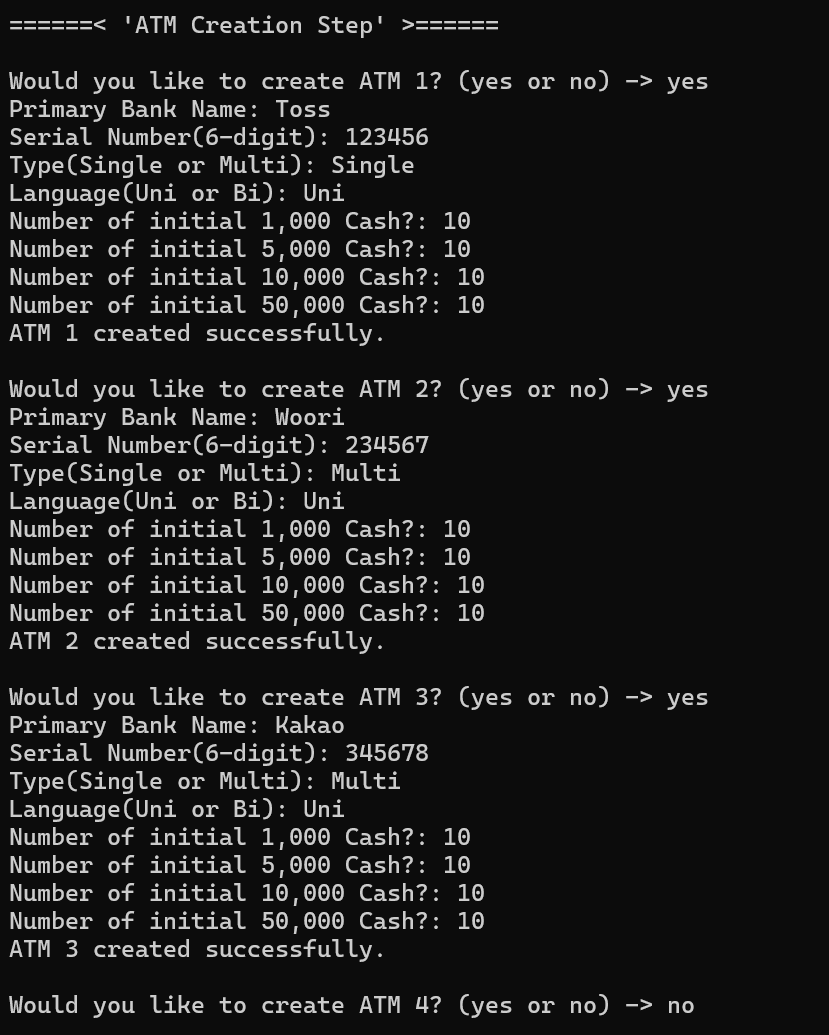 ======< 'ATM Creation Step' >======
Would you like to create ATM 1? (yes or no) -> yes
Primary Bank Name: Toss
Serial Number(6-digit): 123456
Type(Single or Multi): Single
Language(Uni or Bi): Uni
Number of initial 1,000 Cash?: 10
Number of initial 5,000 Cash?: 10
Number of initial 10,000 Cash?: 10
Number of initial 50,000 Cash?: 10
ATM 1 created successfully.
Would you like to create ATM 2? (yes or no) -> yes
Primary Bank Name: Woori
Serial Number(6-digit): 234567
Type(Single or Multi): Multi
Language(Uni or Bi): Uni
Number of initial 1,000 Cash?: 10
Number of initial 5,000 Cash?: 10
Number of initial 10,000 Cash?: 10
Number of initial 50,000 Cash?: 10
ATM 2 created successfully.
Would you like to create ATM 3? (yes or no) -> yes
Primary Bank Name: Kakao
Serial Number(6-digit): 345678
Type(Single or Multi): Multi
Language(Uni or Bi): Uni
Number of initial 1,000 Cash?: 10
Number of initial 5,000 Cash?: 10
Number of initial 10,000 Cash?: 10
Number of initial 50,000 Cash?: 10
ATM 3 created successfully.
Would you like to create ATM 4? (yes or no) -> no